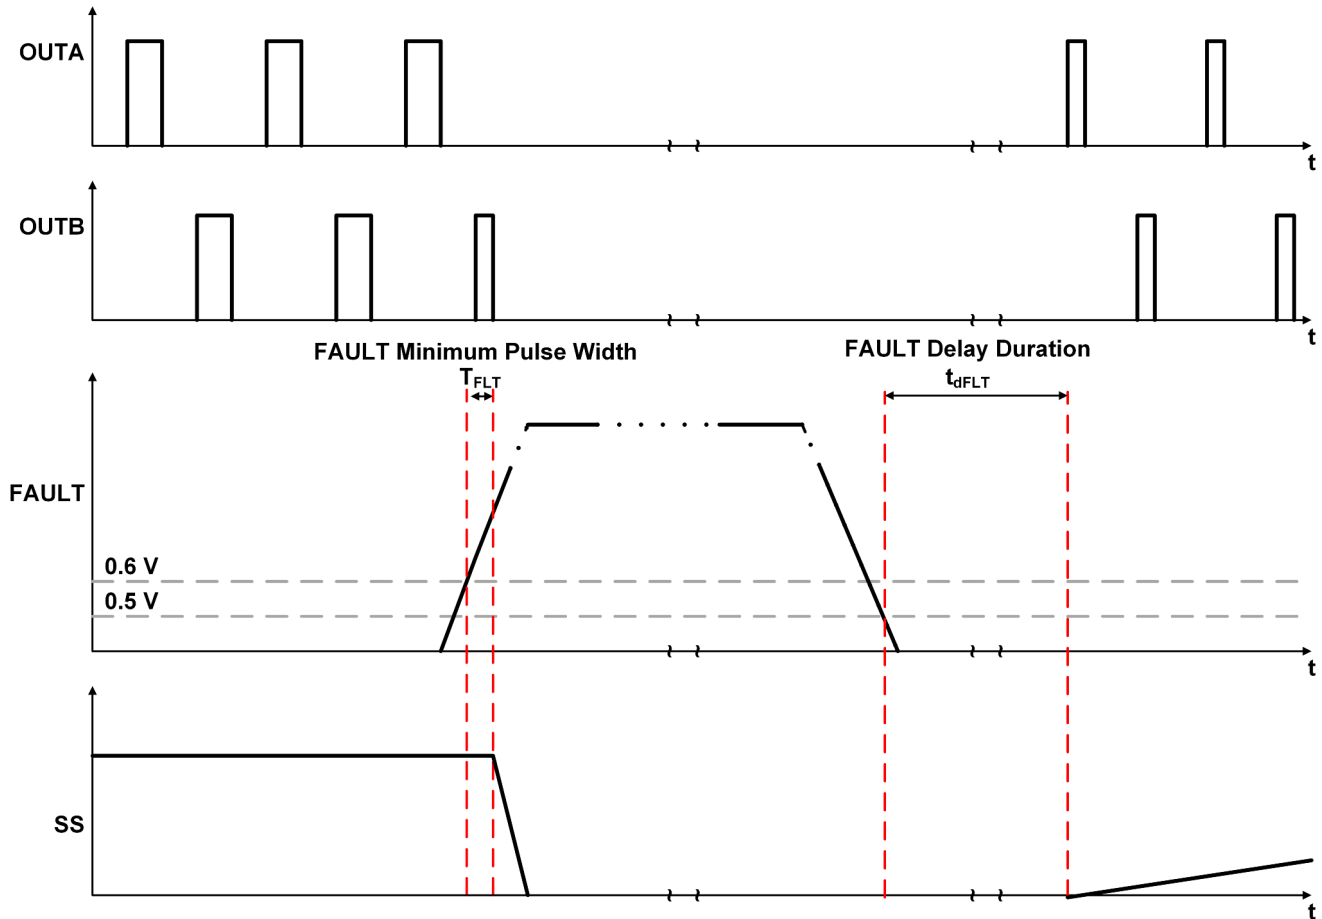 OUTA
t
OUTB
t
FAULT Minimum Pulse Width
TFLT
FAULT Delay Duration
tdFLT
FAULT
0.6 V
0.5 V
t
SS
t